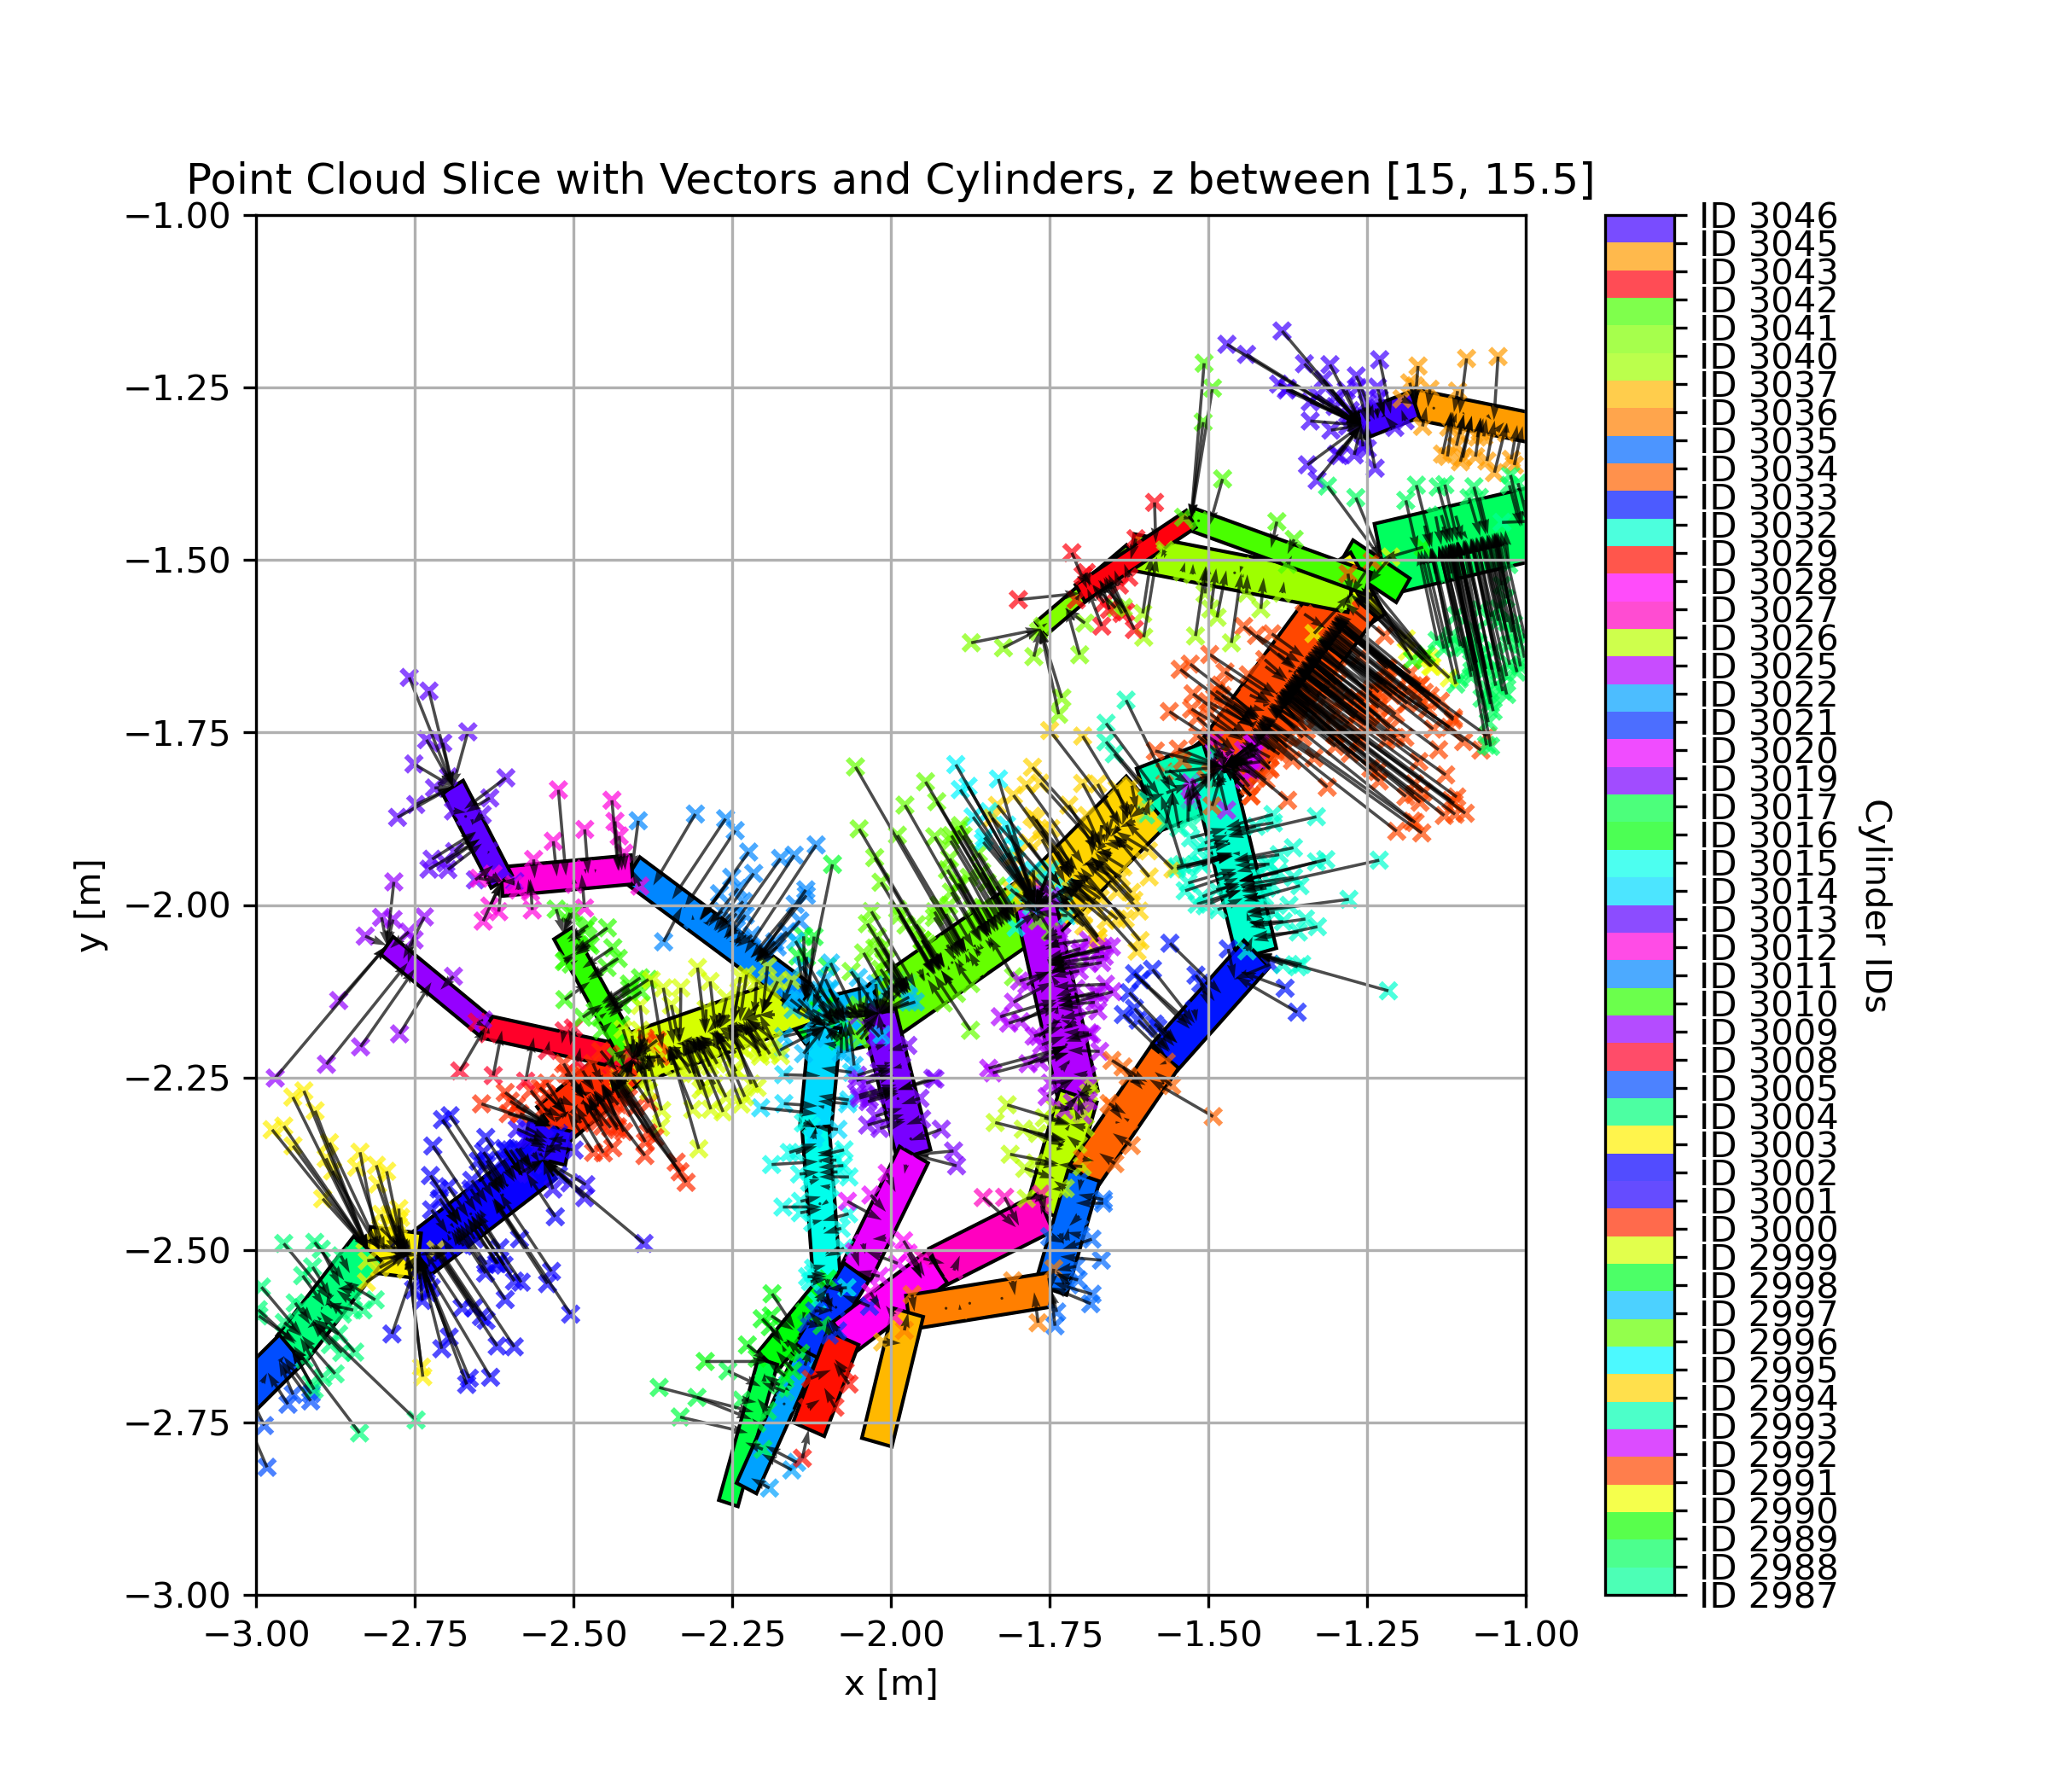 Point Cloud Slice with Vectors and Cylinders, z between [15, 15.5]
−1.00
−1.25
−1.50
−1.75
−2.00
−2.25
−2.50
−2.75
−3.00
y [m]
−3.00 −2.75 −2.50 −2.25 −2.00 −1.75 −1.50 −1.25 −1.00
x [m]
ID 3046
ID 3045
ID 3043
ID 3042
ID 3041
ID 3040
ID 3037
ID 3036
ID 3035
ID 3034
ID 3033
ID 3032
ID 3029
ID 3028
ID 3027
ID 3026
ID 3025
ID 3022
ID 3021
ID 3020
ID 3019
ID 3017
ID 3016
ID 3015
ID 3014
ID 3013
ID 3012
ID 3011
ID 3010
ID 3009
ID 3008
ID 3005
ID 3004
ID 3003
ID 3002
ID 3001
ID 3000
ID 2999
ID 2998
ID 2997
ID 2996
ID 2995
ID 2994
ID 2993
ID 2992
ID 2991
ID 2990
ID 2989
ID 2988
ID 2987
Cylinder IDs